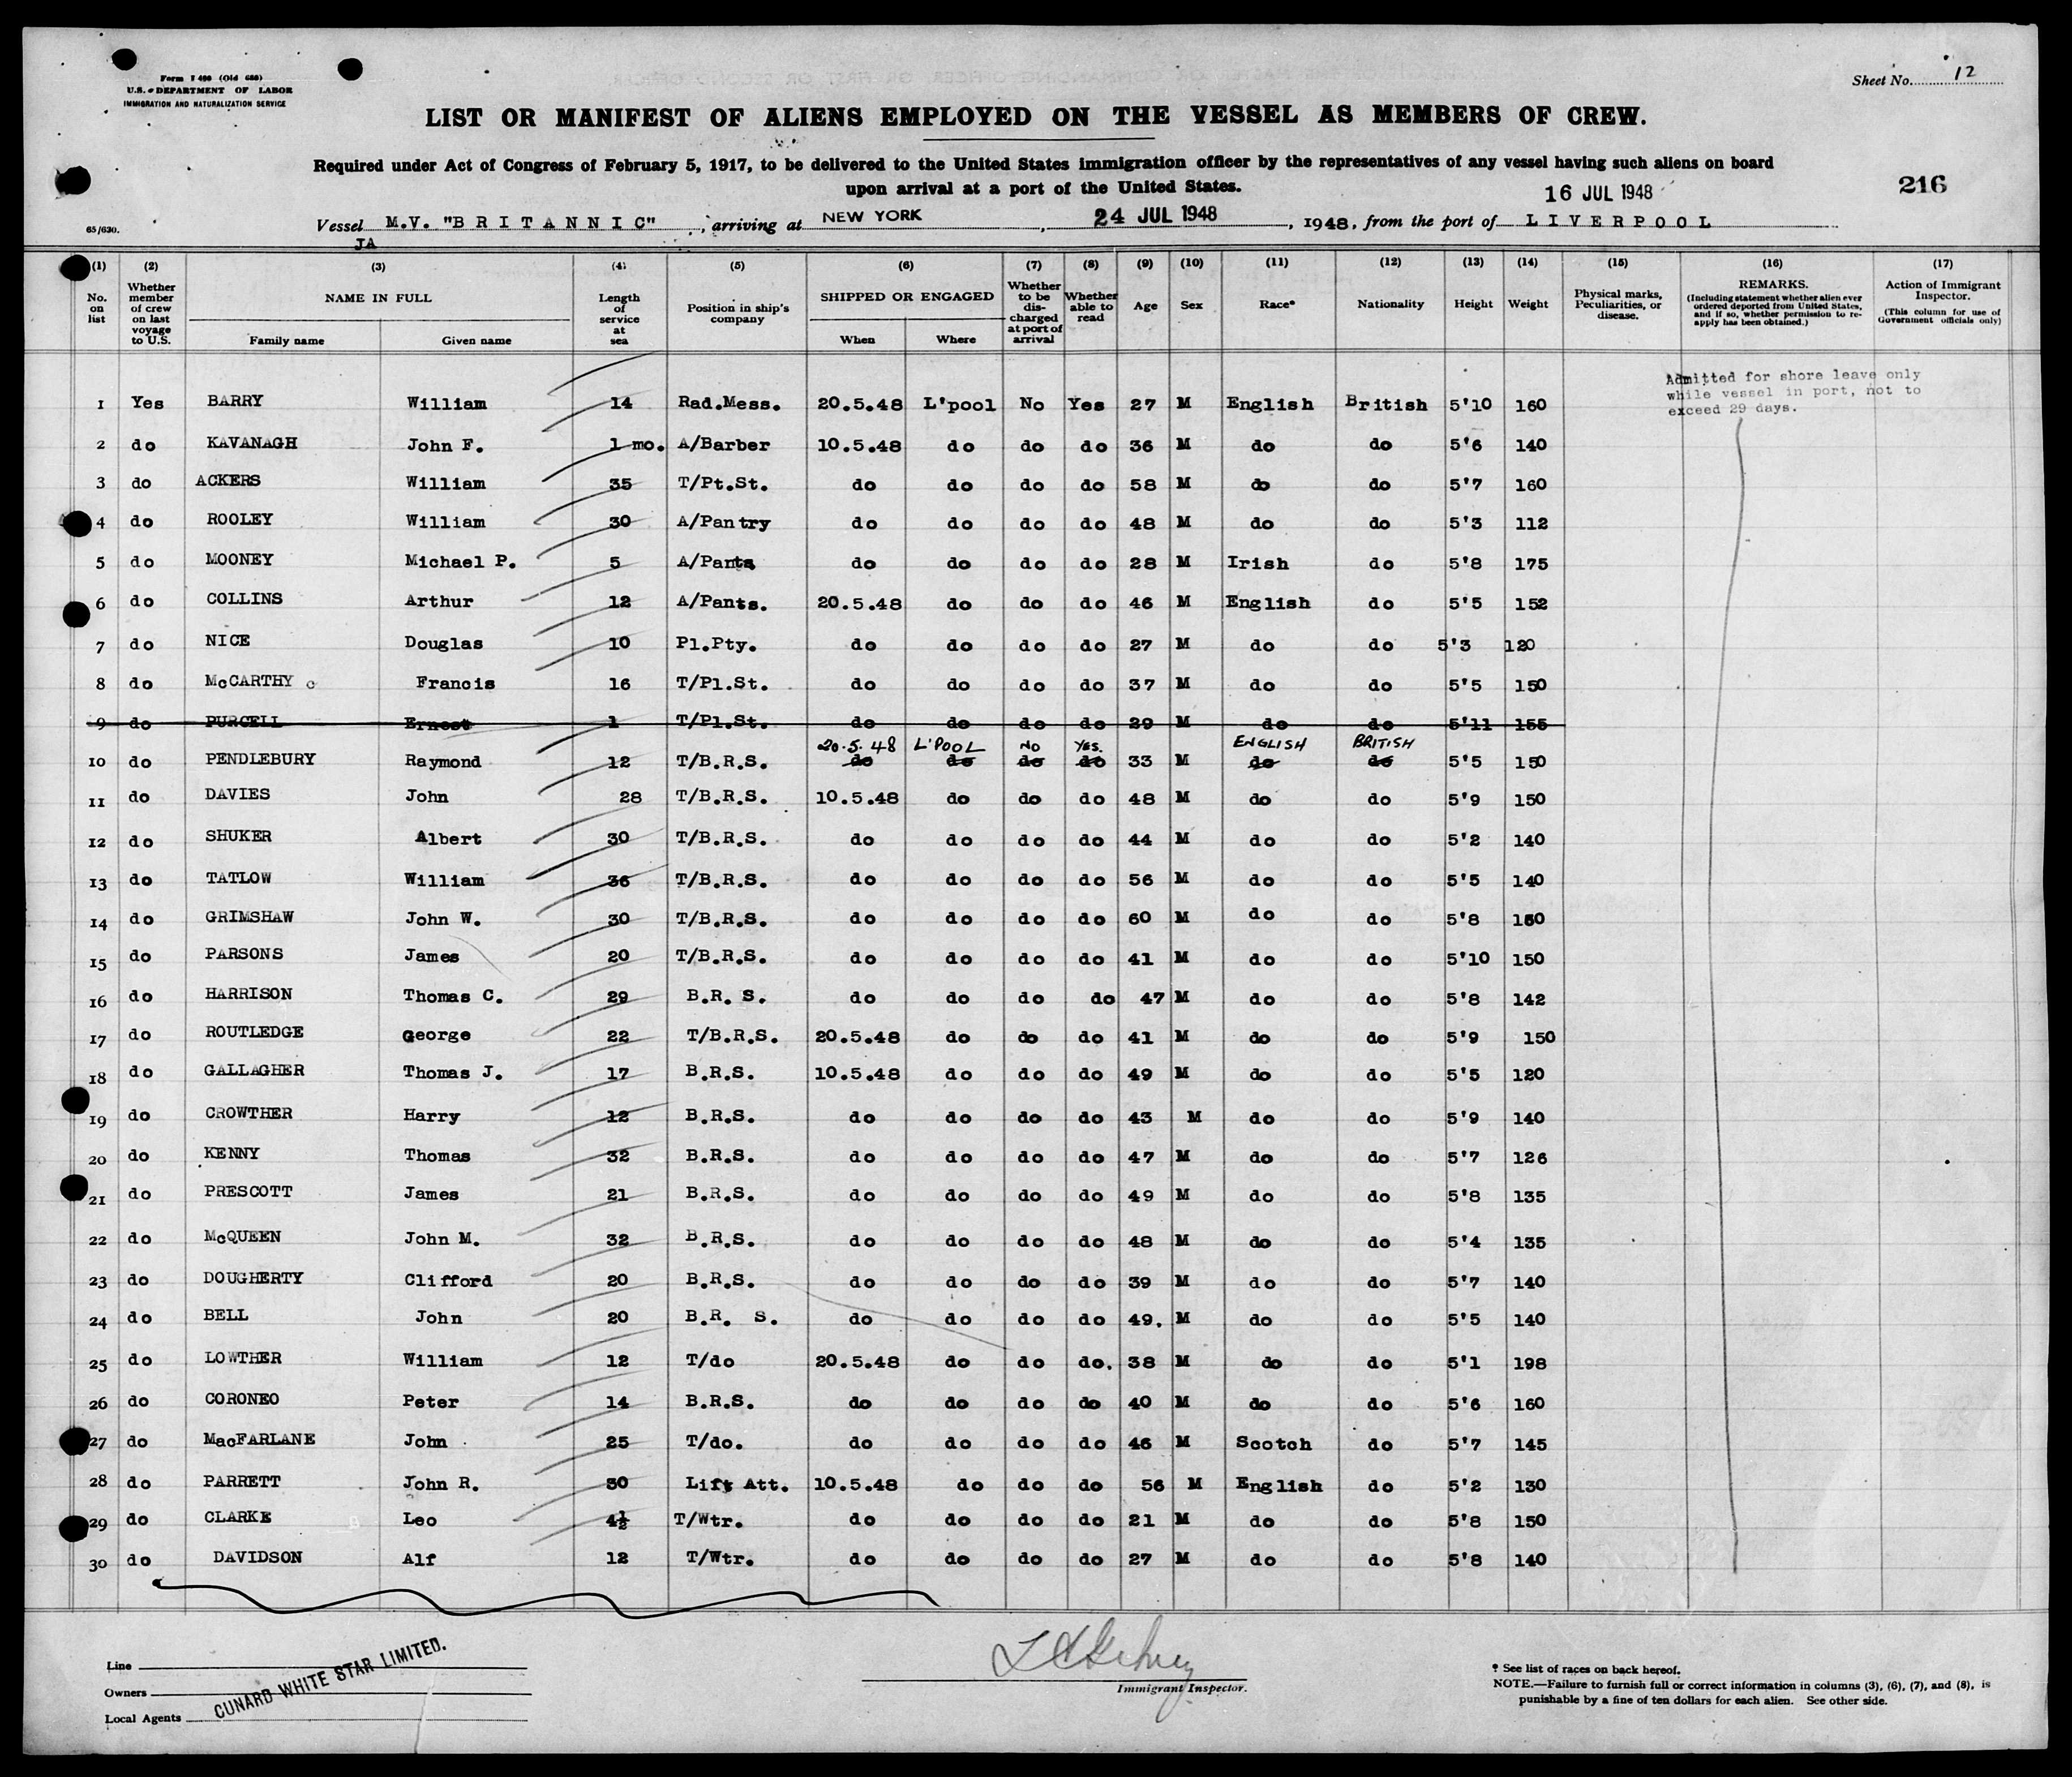 Form I 480 (Old 688)
U.S. DEPARTMENT OF LABOR
IMMIGRATION AND NATURALIZATION SERVICE
Sheet No. 12
LIST OR MANIFEST OF ALIENS EMPLOYED ON THE VESSEL AS MEMBERS OF CREW.
Required under Act of Congress of February 5, 1917, to be delivered to the United States immigration officer by the representatives of any vessel having such aliens on board
upon arrival at a port of the United States.
16 JUL 1948
216
65/630.
Vessel M.V. "BRITANNIC", arriving at NEW YORK, 24 JUL 1948, 1948, from the port of LIVERPOOL
JA
(1) (2) (3) (4) (5) (6) (7) (8) (9) (10) (11) (12) (13) (14) (15) (16) (17)
No. on list
Whether member of crew on last voyage to U.S.
NAME IN FULL
Family name Given name
Length of service at sea
Position in ship's company
SHIPPED OR ENGAGED
When Where
Whether to be discharged at port of arrival
Whether able to read
Age
Sex
Race*
Nationality
Height
Weight
Physical marks, Peculiarities, or disease.
REMARKS.
(Including statement whether alien ever ordered deported from United States, and if so, whether permission to re-apply has been obtained.)
Action of Immigrant Inspector.
(This column for use of Government officials only)
Admitted for shore leave only
while vessel in port, not to
exceed 29 days.
1 Yes BARRY William 14 Rad.Mess. 20.5.48 L'pool No Yes 27 M English British 5'10 160
2 do KAVANAGH John F. 1 mo. A/Barber 10.5.48 do do do 36 M do do 5'6 140
3 do ACKERS William 35 T/Pt.St. do do do do 58 M do do 5'7 160
4 do ROOLEY William 30 A/Pantry do do do do 48 M do do 5'3 112
5 do MOONEY Michael P. 5 A/Pants do do do do 28 M Irish do 5'8 175
6 do COLLINS Arthur 12 A/Pants. 20.5.48 do do do 46 M English do 5'5 152
7 do NICE Douglas 10 Pl.Pty. do do do do 27 M do do 5'3 120
8 do McCARTHY c Francis 16 T/Pl.St. do do do do 37 M do do 5'5 150
9 do PURCELL Ernest 1 T/Pl.St. do do do do 29 M do do 5'11 155
20.5.48 L'POOL NO YES. ENGLISH BRITISH
10 do PENDLEBURY Raymond 12 T/B.R.S. do do do do 33 M do do 5'5 150
11 do DAVIES John 28 T/B.R.S. 10.5.48 do do do 48 M do do 5'9 150
12 do SHUKER Albert 30 T/B.R.S. do do do do 44 M do do 5'2 140
13 do TATLOW William 36 T/B.R.S. do do do do 56 M do do 5'5 140
14 do GRIMSHAW John W. 30 T/B.R.S. do do do do 60 M do do 5'8 150
15 do PARSONS James 20 T/B.R.S. do do do do 41 M do do 5'10 150
16 do HARRISON Thomas C. 29 B.R. S. do do do do 47 M do do 5'8 142
17 do ROUTLEDGE George 22 T/B.R.S. 20.5.48 do do do 41 M do do 5'9 150
18 do GALLAGHER Thomas J. 17 B.R.S. 10.5.48 do do do 49 M do do 5'5 120
19 do CROWTHER Harry 12 B.R.S. do do do do 43 M do do 5'9 140
20 do KENNY Thomas 32 B.R.S. do do do do 47 M do do 5'7 126
21 do PRESCOTT James 21 B.R.S. do do do do 49 M do do 5'8 135
22 do McQUEEN John M. 32 B.R.S. do do do do 48 M do do 5'4 135
23 do DOUGHERTY Clifford 20 B.R.S. do do do do 39 M do do 5'7 140
24 do BELL John 20 B.R. S. do do do do 49. M do do 5'5 140
25 do LOWTHER William 12 T/do 20.5.48 do do do. 38 M do do 5'1 198
26 do CORONEO Peter 14 B.R.S. do do do do 40 M do do 5'6 160
27 do MacFARLANE John 25 T/do. do do do do 46 M Scotch do 5'7 145
28 do PARRETT John R. 30 Lift Att. 10.5.48 do do do 56 M English do 5'2 130
29 do CLARKE Leo 4½ T/Wtr. do do do do 21 M do do 5'8 150
30 do DAVIDSON Alf 12 T/Wtr. do do do do 27 M do do 5'8 140
Line
Owners
Local Agents
CUNARD WHITE STAR LIMITED.
Immigrant Inspector.
* See list of races on back hereof.
NOTE.—Failure to furnish full or correct information in columns (3), (6), (7), and (8), is
punishable by a fine of ten dollars for each alien. See other side.